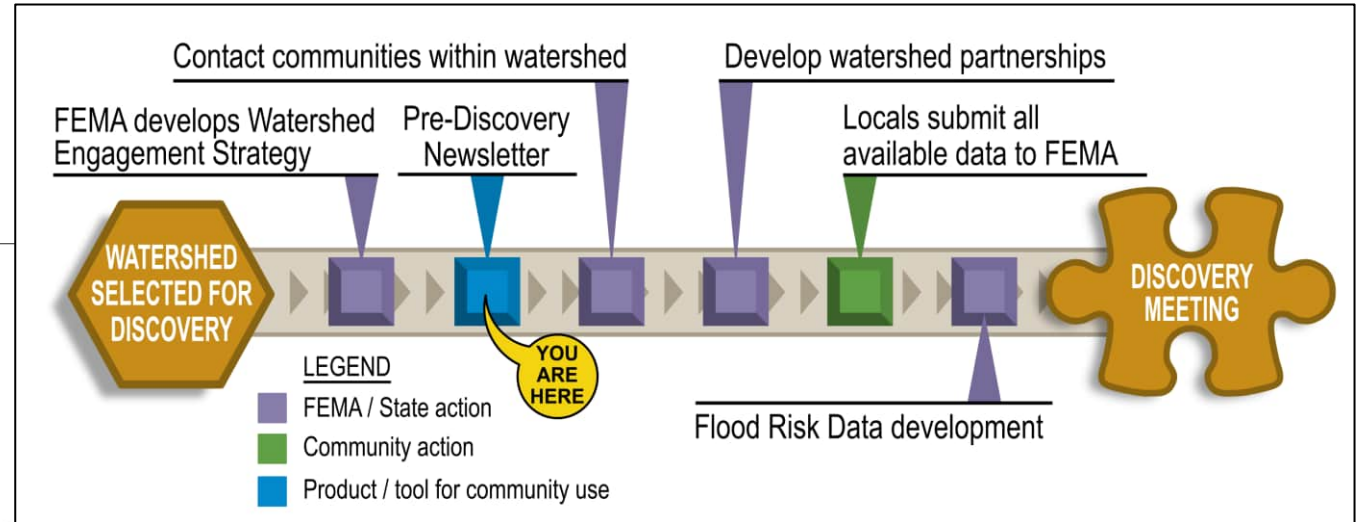 Contact communities within watershed
Develop watershed partnerships
FEMA develops Watershed
Engagement Strategy
Pre-Discovery
Newsletter
Locals submit all
available data to FEMA
WATERSHED
SELECTED FOR
DISCOVERY
DISCOVERY
MEETING
YOU
ARE
HERE
LEGEND
FEMA / State action
Community action
Product / tool for community use
Flood Risk Data development